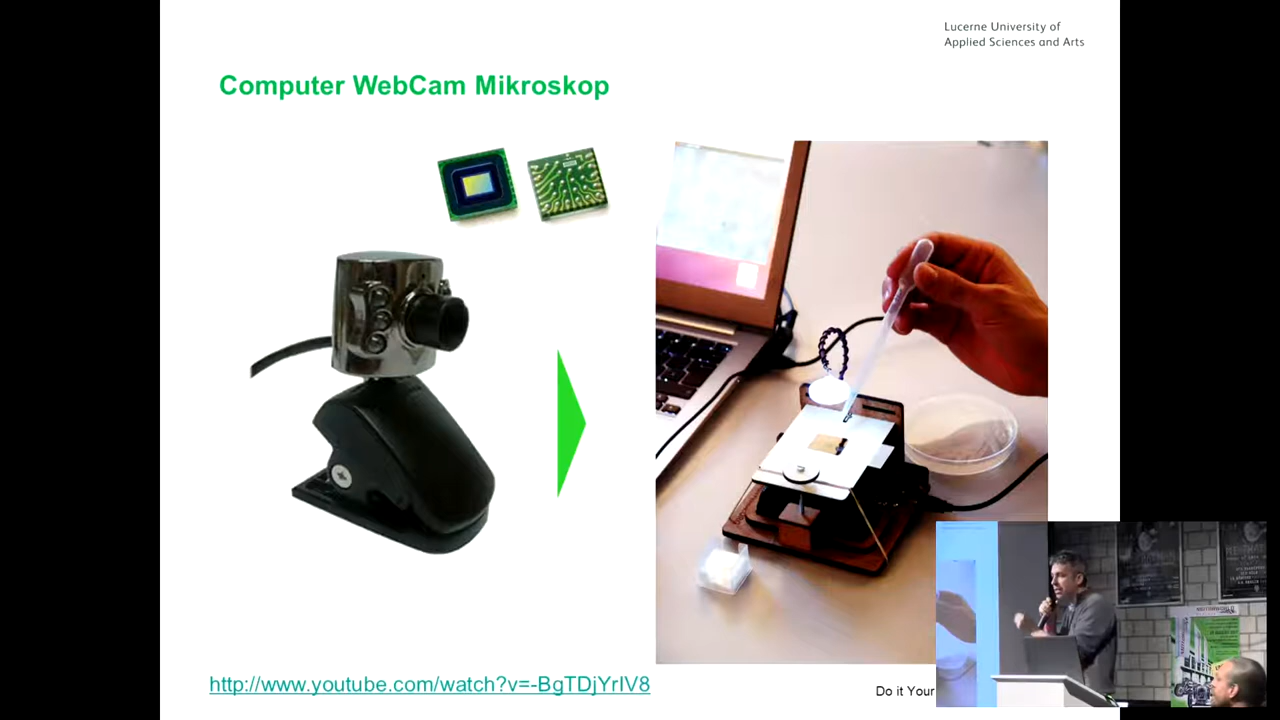 Lucerne University of
Applied Sciences and Arts
Computer WebCam Mikroskop
http://www.youtube.com/watch?v=-BgTDjYrIV8
Do it Your